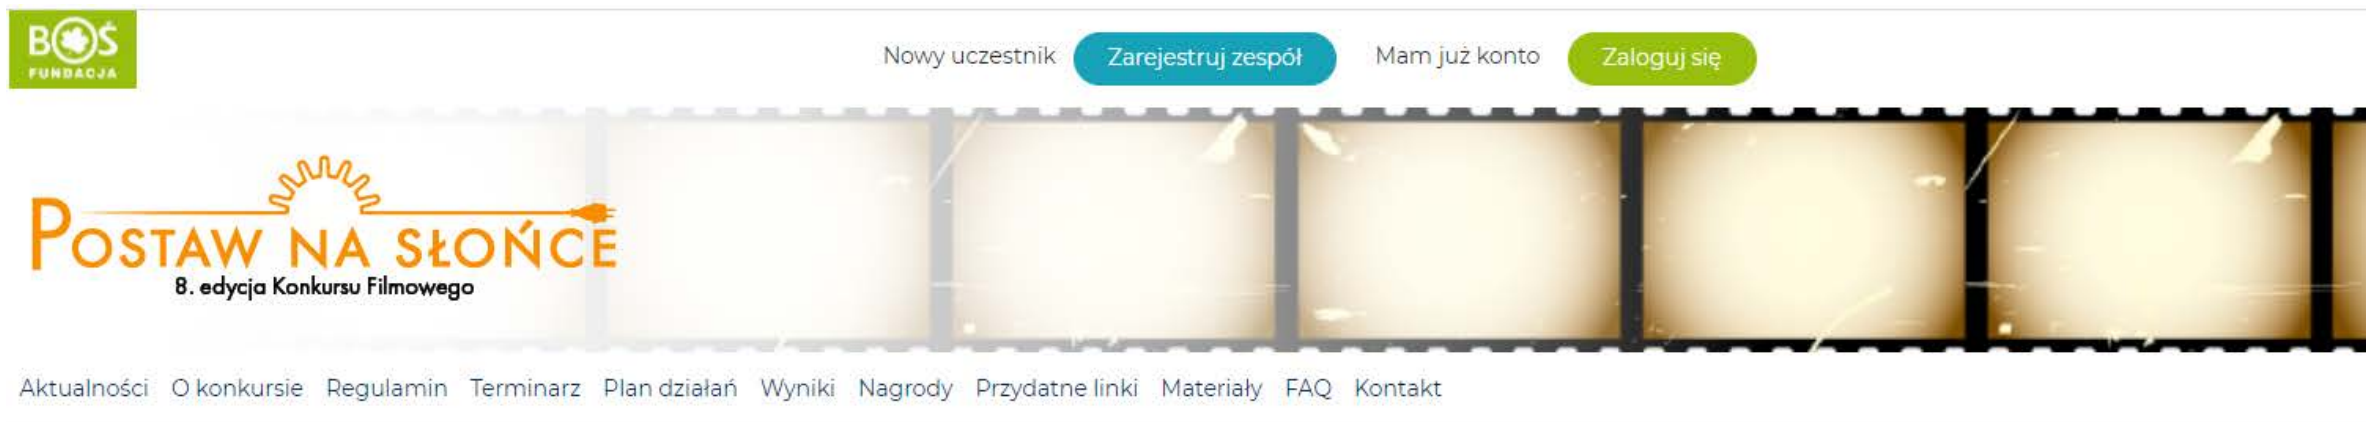 BOŚ
FUNDACJA
Nowy uczestnik Zarejestruj zespół Mam już konto Zaloguj się
POSTAW NA SŁOŃCE
8. edycja Konkursu Filmowego
Aktualności O konkursie Regulamin Terminarz Plan działań Wyniki Nagrody Przydatne linki Materiały FAQ Kontakt